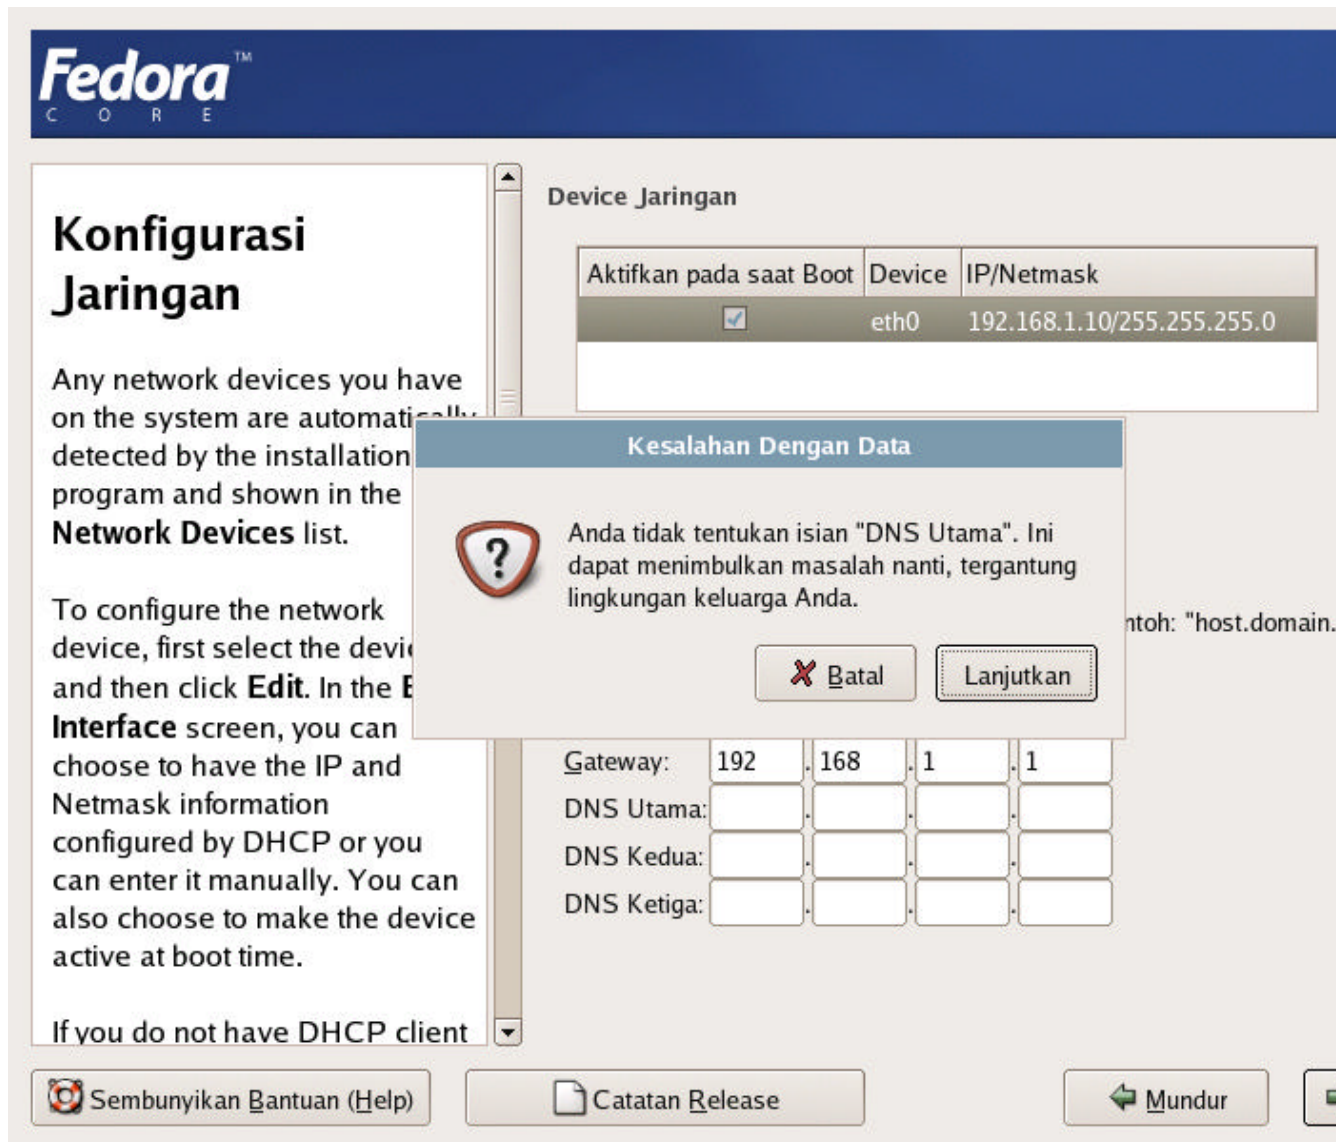 Fedora™
CORE
Konfigurasi
Jaringan
Any network devices you have
on the system are automatically
detected by the installation
program and shown in the
Network Devices list.
To configure the network
device, first select the device
and then click Edit. In the E
Interface screen, you can
choose to have the IP and
Netmask information
configured by DHCP or you
can enter it manually. You can
also choose to make the device
active at boot time.
If you do not have DHCP client
Device Jaringan
Aktifkan pada saat Boot Device IP/Netmask
eth0 192.168.1.10/255.255.255.0
Kesalahan Dengan Data
Anda tidak tentukan isian "DNS Utama". Ini
dapat menimbulkan masalah nanti, tergantung
lingkungan keluarga Anda.
Batal Lanjutkan
ntoh: "host.domain.
Gateway: 192 . 168 . 1 . 1
DNS Utama: . . .
DNS Kedua: . . .
DNS Ketiga: . . .
Sembunyikan Bantuan (Help) Catatan Release Mundur